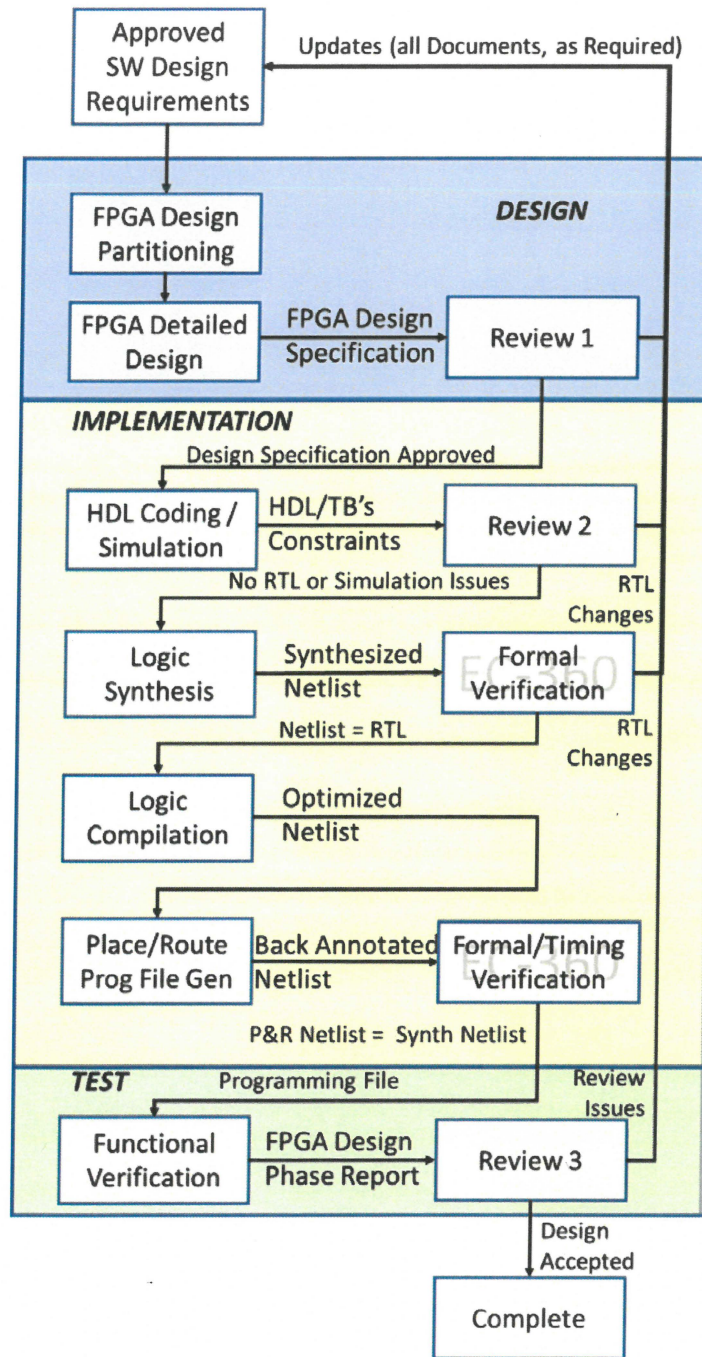 Approved
SW Design
Requirements
Updates (all Documents, as Required)
DESIGN
FPGA Design
Partitioning
FPGA Detailed
Design
FPGA Design
Specification
Review 1
IMPLEMENTATION
Design Specification Approved
HDL Coding /
Simulation
HDL/TB's
Constraints
Review 2
No RTL or Simulation Issues
RTL
Changes
Logic
Synthesis
Synthesized
Netlist
EC-360
Formal
Verification
Netlist = RTL
RTL
Changes
Logic
Compilation
Optimized
Netlist
Place/Route
Prog File Gen
Back Annotated
Netlist
EC-360
Formal/Timing
Verification
P&R Netlist = Synth Netlist
TEST
Programming File
Review
Issues
Functional
Verification
FPGA Design
Phase Report
Review 3
Design
Accepted
Complete